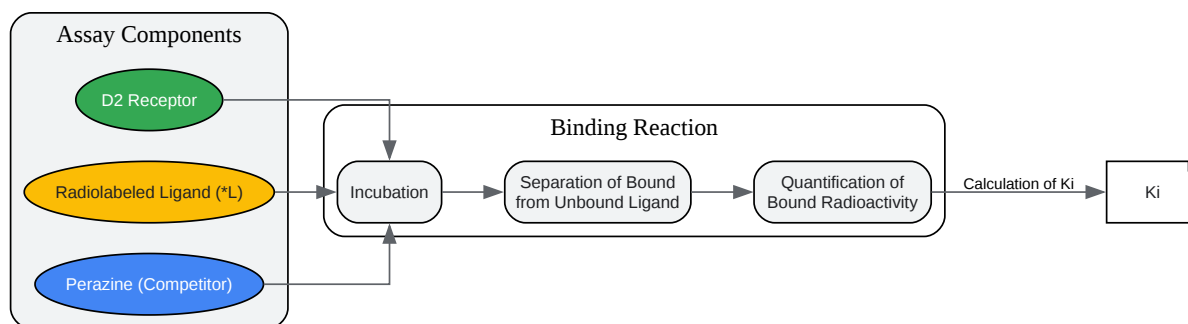 Assay Components
D2 Receptor
Radiolabeled Ligand (*L)
Perazine (Competitor)
Binding Reaction
Incubation
Separation of Bound
from Unbound Ligand
Quantification of
Bound Radioactivity
Calculation of Ki
Ki